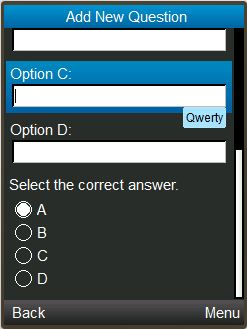 Add New Question
Option C:
Qwerty
Option D:
Select the correct answer.
A
B
C
D
Back Menu